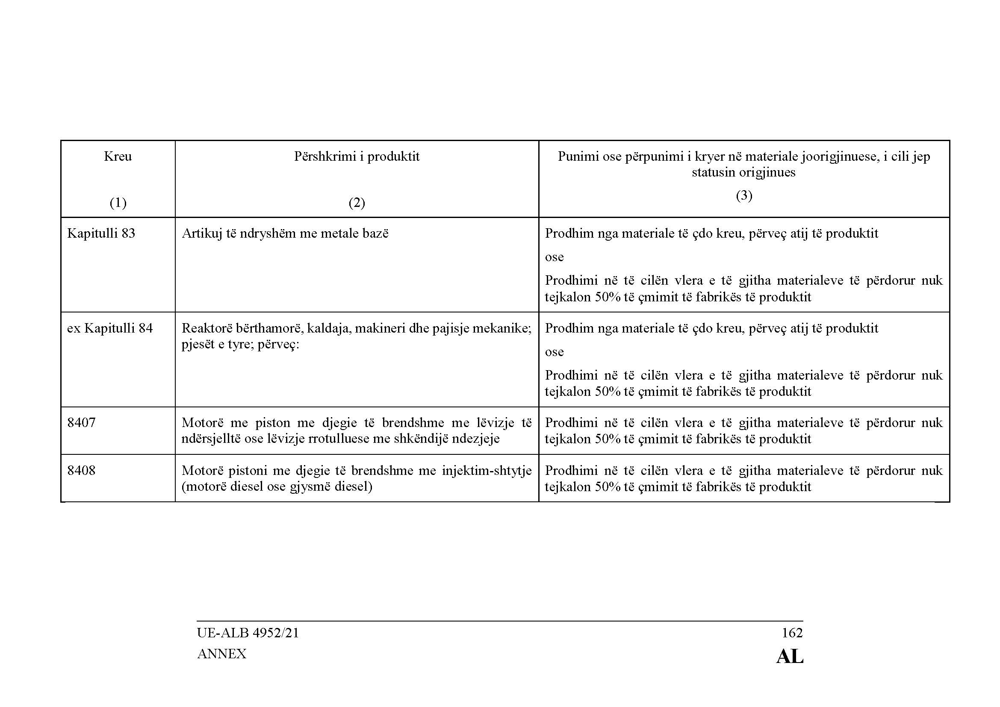 Kreu
(1)
Përshkrimi i produktit
(2)
Punimi ose përpunimi i kryer në materiale joorigjinuese, i cili jep
statusin origjinues
(3)
Kapitulli 83
Artikuj të ndryshëm me metale bazë
Prodhim nga materiale të çdo kreu, përveç atij të produktit
ose
Prodhimi në të cilën vlera e të gjitha materialeve të përdorur nuk
tejkalon 50% të çmimit të fabrikës të produktit
ex Kapitulli 84
Reaktorë bërthamorë, kaldaja, makineri dhe pajisje mekanike;
pjesët e tyre; përveç:
Prodhim nga materiale të çdo kreu, përveç atij të produktit
ose
Prodhimi në të cilën vlera e të gjitha materialeve të përdorur nuk
tejkalon 50% të çmimit të fabrikës të produktit
8407
Motorë me piston me djegie të brendshme me lëvizje të
ndërsjelltë ose lëvizje rrotulluese me shkëndijë ndezjeje
Prodhimi në të cilën vlera e të gjitha materialeve të përdorur nuk
tejkalon 50% të çmimit të fabrikës të produktit
8408
Motorë pistoni me djegie të brendshme me injektim-shtytje
(motorë diesel ose gjysmë diesel)
Prodhimi në të cilën vlera e të gjitha materialeve të përdorur nuk
tejkalon 50% të çmimit të fabrikës të produktit
UE-ALB 4952/21
162
ANNEX
AL